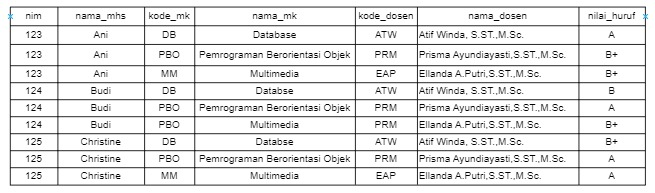 nim nama_mhs kode_mk nama_mk kode_dosen nama_dosen nilai_huruf
123 Ani DB Database ATW Atif Winda, S.ST.,M.Sc. A
123 Ani PBO Pemrograman Berorientasi Objek PRM Prisma Ayundiayasti,S.ST.,M.Sc. B+
123 Ani MM Multimedia EAP Ellanda A.Putri,S.ST.,M.Sc. B+
124 Budi DB Databse ATW Atif Winda, S.ST.,M.Sc. B
124 Budi PBO Pemrograman Berorientasi Objek PRM Prisma Ayundiayasti,S.ST.,M.Sc. A
124 Budi PBO Multimedia PRM Ellanda A.Putri,S.ST.,M.Sc. B+
125 Christine DB Databse ATW Atif Winda, S.ST.,M.Sc. B+
125 Christine PBO Pemrograman Berorientasi Objek PRM Prisma Ayundiayasti,S.ST.,M.Sc. A
125 Christine MM Multimedia EAP Ellanda A.Putri,S.ST.,M.Sc. A